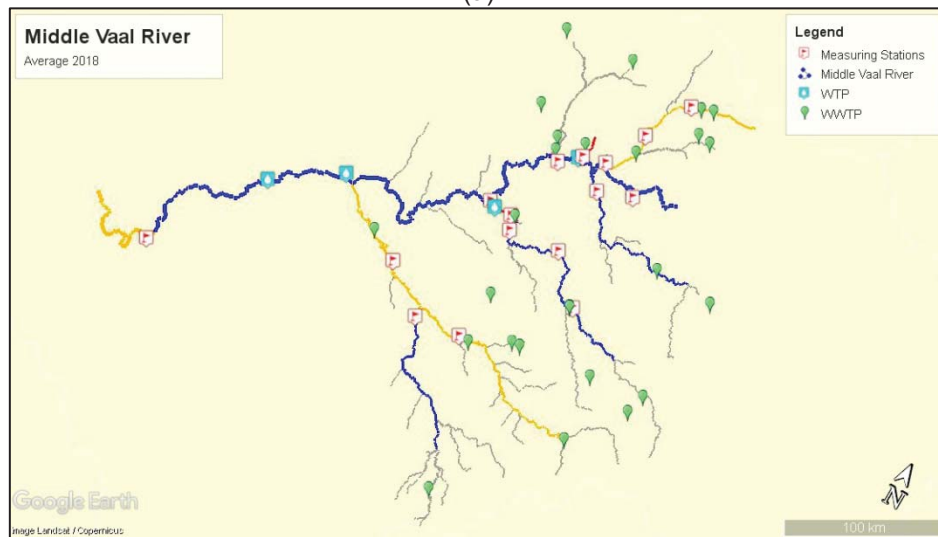 Middle Vaal River
Average 2018
Legend
Measuring Stations
Middle Vaal River
WTP
WWTP
Google Earth
Image Landsat / Copernicus
N
100 km